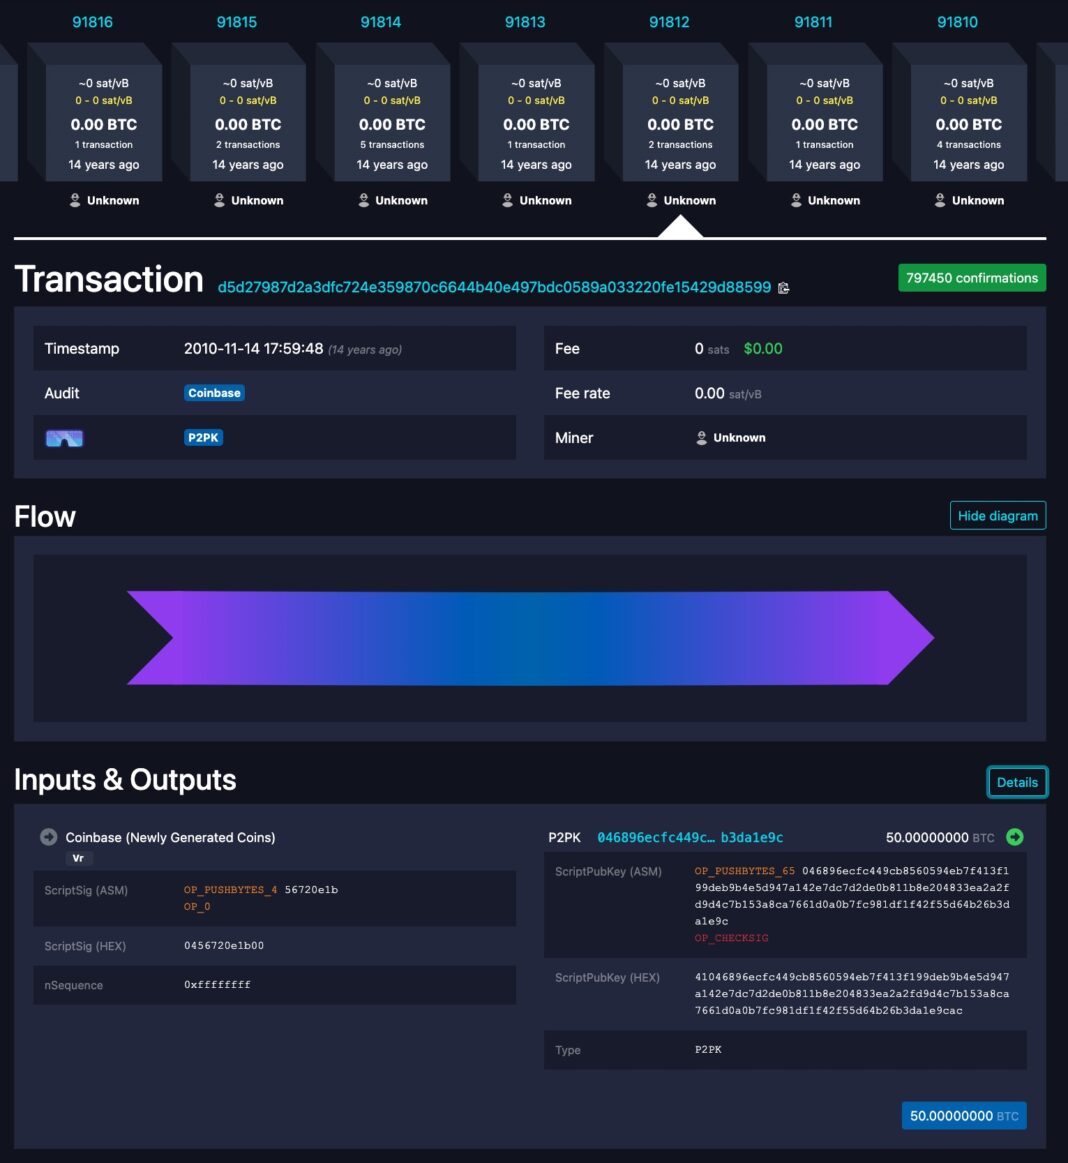 91816 91815 91814 91813 91812 91811 91810
~0 sat/vB ~0 sat/vB ~0 sat/vB ~0 sat/vB ~0 sat/vB ~0 sat/vB ~0 sat/vB
0 - 0 sat/vB 0 - 0 sat/vB 0 - 0 sat/vB 0 - 0 sat/vB 0 - 0 sat/vB 0 - 0 sat/vB 0 - 0 sat/vB
0.00 BTC 0.00 BTC 0.00 BTC 0.00 BTC 0.00 BTC 0.00 BTC 0.00 BTC
1 transaction 2 transactions 5 transactions 1 transaction 2 transactions 1 transaction 4 transactions
14 years ago 14 years ago 14 years ago 14 years ago 14 years ago 14 years ago 14 years ago
Unknown Unknown Unknown Unknown Unknown Unknown Unknown
Transaction d5d27987d2a3dfc724e359870c6644b40e497bdc0589a033220fe15429d88599 797450 confirmations
Timestamp 2010-11-14 17:59:48 (14 years ago)
Audit Coinbase
P2PK
Fee 0 sats $0.00
Fee rate 0.00 sat/vB
Miner Unknown
Flow Hide diagram
Inputs & Outputs Details
Coinbase (Newly Generated Coins)
Vr
ScriptSig (ASM) OP_PUSHBYTES_4 56720e1b
OP_0
ScriptSig (HEX) 0456720e1b00
nSequence 0xffffffff
P2PK 046896ecfc449c… b3da1e9c 50.00000000 BTC
ScriptPubKey (ASM) OP_PUSHBYTES_65 046896ecfc449cb8560594eb7f413f1
99deb9b4e5d947a142e7dc7d2de0b811b8e204833ea2a2f
d9d4c7b153a8ca7661d0a0b7fc981df1f42f55d64b26b3d
a1e9c
OP_CHECKSIG
ScriptPubKey (HEX) 41046896ecfc449cb8560594eb7f413f199deb9b4e5d947
a142e7dc7d2de0b811b8e204833ea2a2fd9d4c7b153a8ca
7661d0a0b7fc981df1f42f55d64b26b3da1e9cac
Type P2PK
50.00000000 BTC